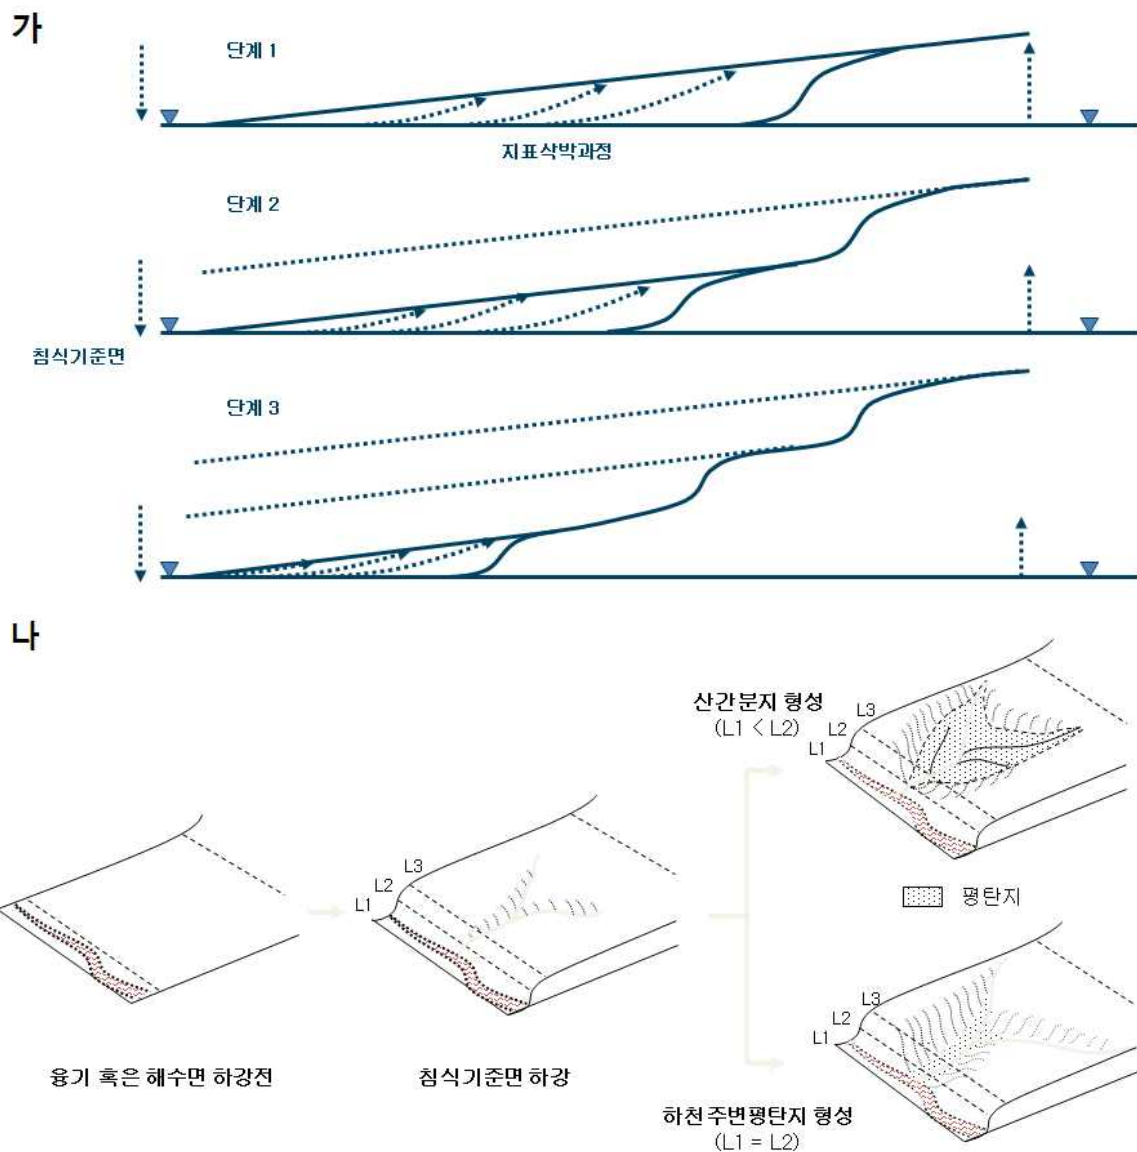 가
단계 1
지표삭박과정
단계 2
침식기준면
단계 3
나
산간분지 형성
(L1 < L2)
L3
L2
L1
평탄지
L3
L2
L1
L3
L2
L1
융기 혹은 해수면 하강전
침식기준면 하강
하천주변평탄지 형성
(L1 = L2)